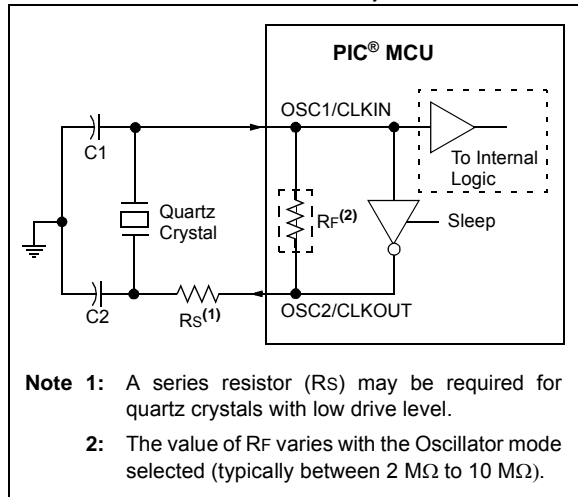 PIC® MCU
OSC1/CLKIN
C1
To Internal
Logic
Quartz
Crystal
RF(2)
Sleep
C2
RS(1)
OSC2/CLKOUT
Note 1: A series resistor (RS) may be required for
quartz crystals with low drive level.
2: The value of RF varies with the Oscillator mode
selected (typically between 2 MΩ to 10 MΩ).